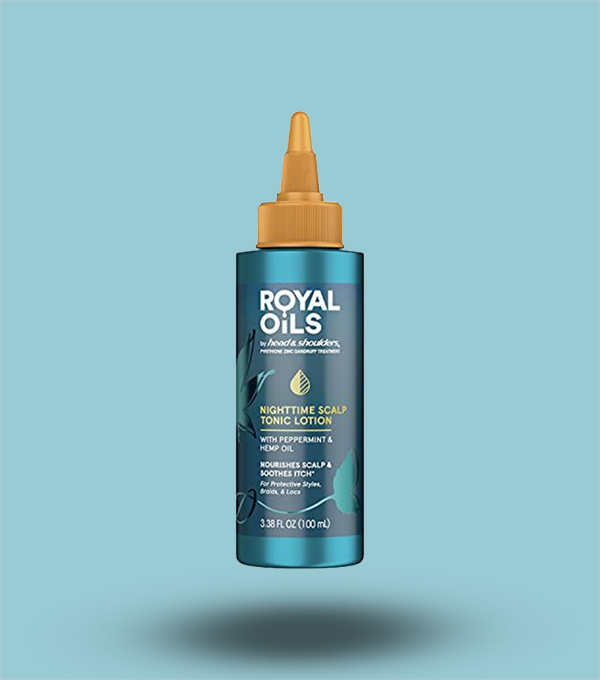 ROYAL
OiLS
by head & shoulders®
PYRITHIONE ZINC DANDRUFF TREATMENT
NIGHTTIME SCALP
TONIC LOTION
WITH PEPPERMINT &
HEMP OIL
NOURISHES SCALP &
SOOTHES ITCH*
For Protective Styles,
Braids, & Locs
3.38 FL OZ (100 mL)